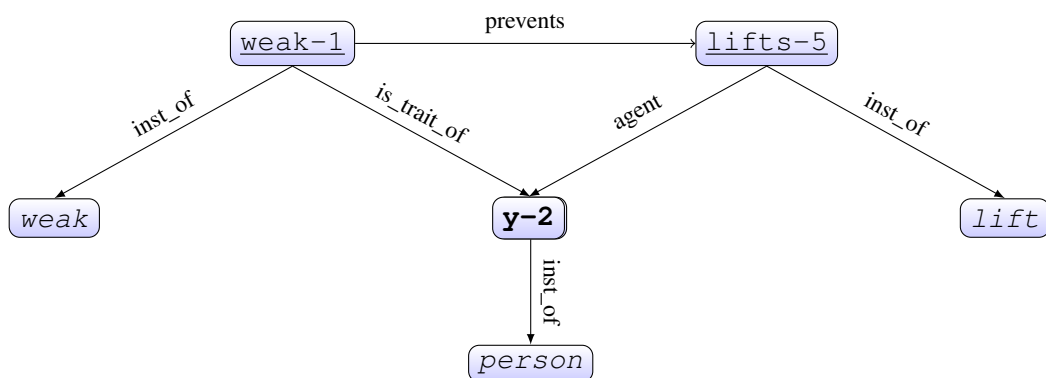 prevents
weak-1
lifts-5
inst_of
is_trait_of
agent
inst_of
weak
y-2
lift
inst_of
person